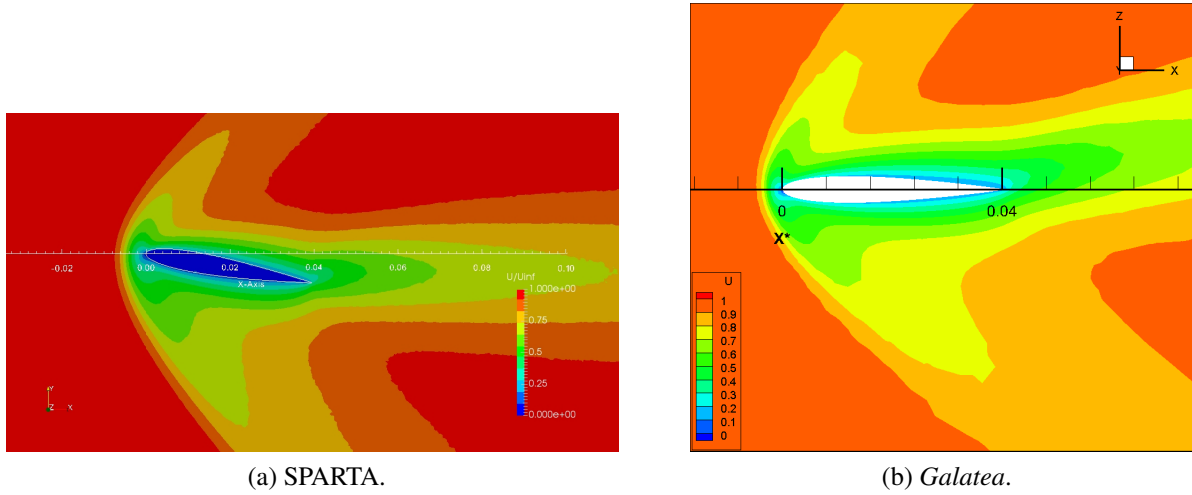 -0.02
0.00
0.02
0.04
0.06
0.08
0.10
X-Axis
U/UInf
1.000e+00
0.75
0.5
0.25
0.000e+00
Y
Z X
(a) SPARTA.
Z
Y X
0
0.04
X*
U
1
0.9
0.8
0.7
0.6
0.5
0.4
0.3
0.2
0.1
0
(b) Galatea.